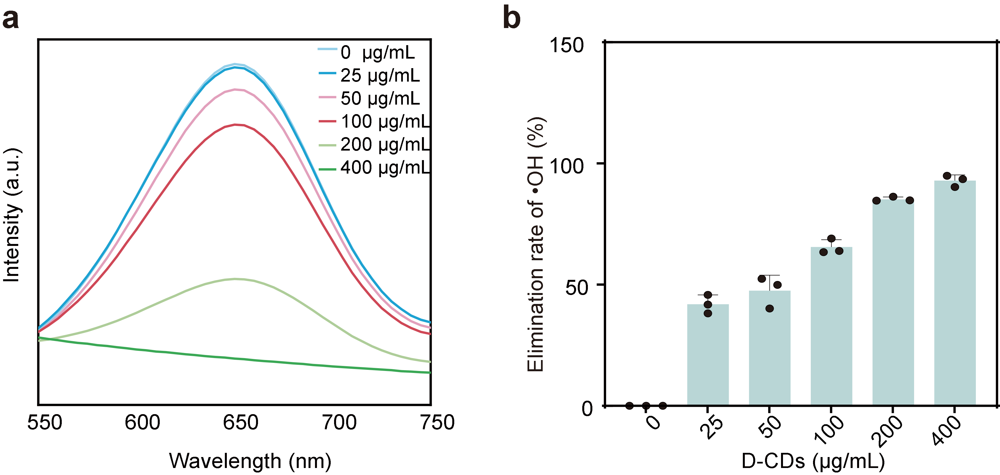 a
0 µg/mL
25 µg/mL
50 µg/mL
100 µg/mL
200 µg/mL
400 µg/mL
Intensity (a.u.)
550 600 650 700 750
Wavelength (nm)
b
150
100
50
0
Elimination rate of •OH (%)
0 25 50 100 200 400
D-CDs (µg/mL)